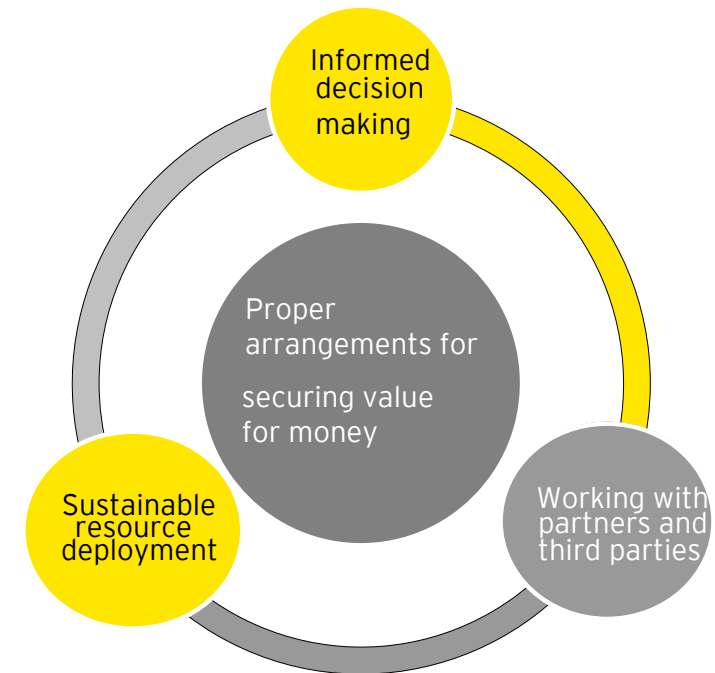 Informed
decision
making
Proper
arrangements for
securing value
for money
Sustainable
resource
deployment
Working with
partners and
third parties